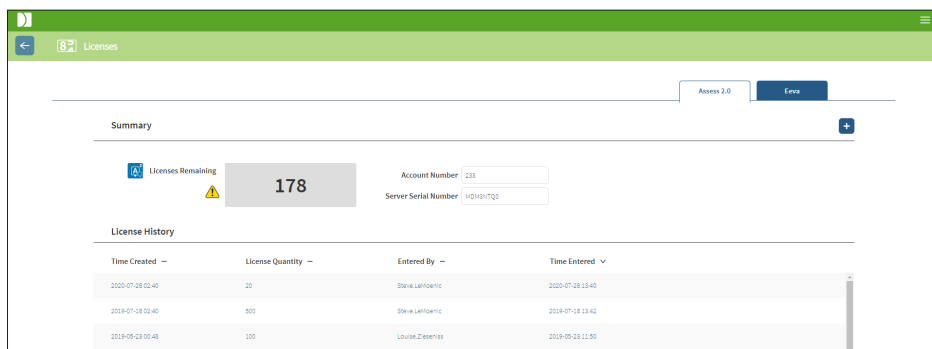 Licenses
Assess 2.0 Eeva
Summary
Licenses Remaining
178
Account Number 233
Server Serial Number MDM3NTQ0
License History
Time Created License Quantity Entered By Time Entered
2020-07-28 02:40 20 Steve.LeMoenic 2020-07-28 13:40
2019-07-18 02:40 500 Steve.LeMoenic 2019-07-18 13:42
2019-05-23 00:48 100 Louise.Zieseniss 2019-05-23 11:50